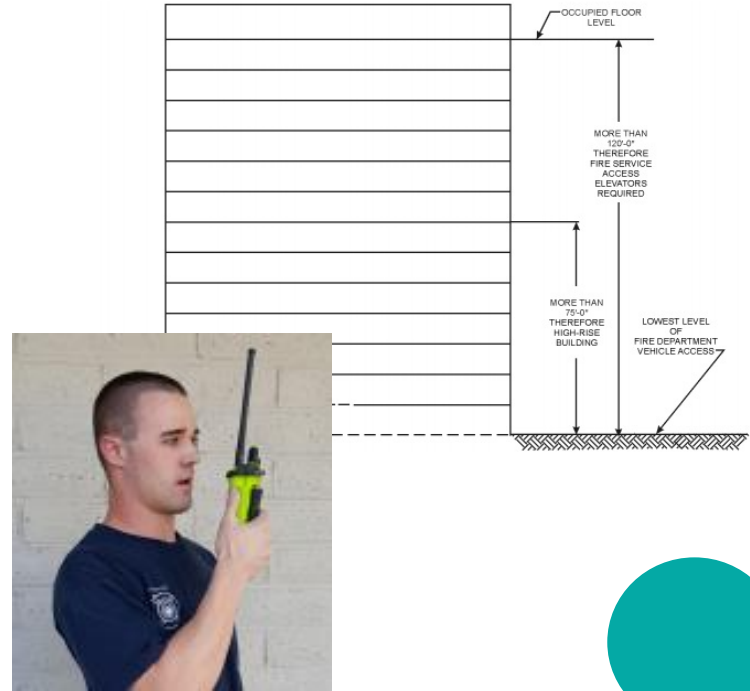 OCCUPIED FLOOR
LEVEL
MORE THAN
120'-0"
THEREFORE
FIRE SERVICE
ACCESS
ELEVATORS
REQUIRED
MORE THAN
75'-0"
THEREFORE
HIGH-RISE
BUILDING
LOWEST LEVEL
OF
FIRE DEPARTMENT
VEHICLE ACCESS